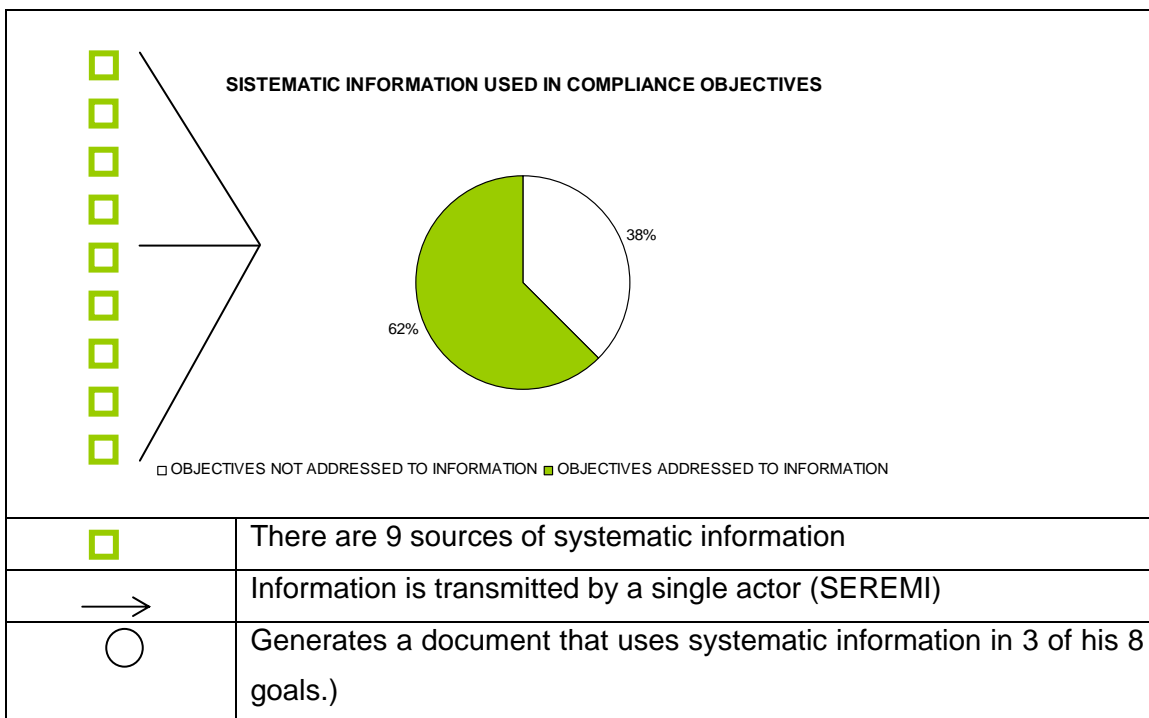 SISTEMATIC INFORMATION USED IN COMPLIANCE OBJECTIVES
38%
62%
OBJECTIVES NOT ADDRESSED TO INFORMATION OBJECTIVES ADDRESSED TO INFORMATION
There are 9 sources of systematic information
Information is transmitted by a single actor (SEREMI)
Generates a document that uses systematic information in 3 of his 8
goals.)